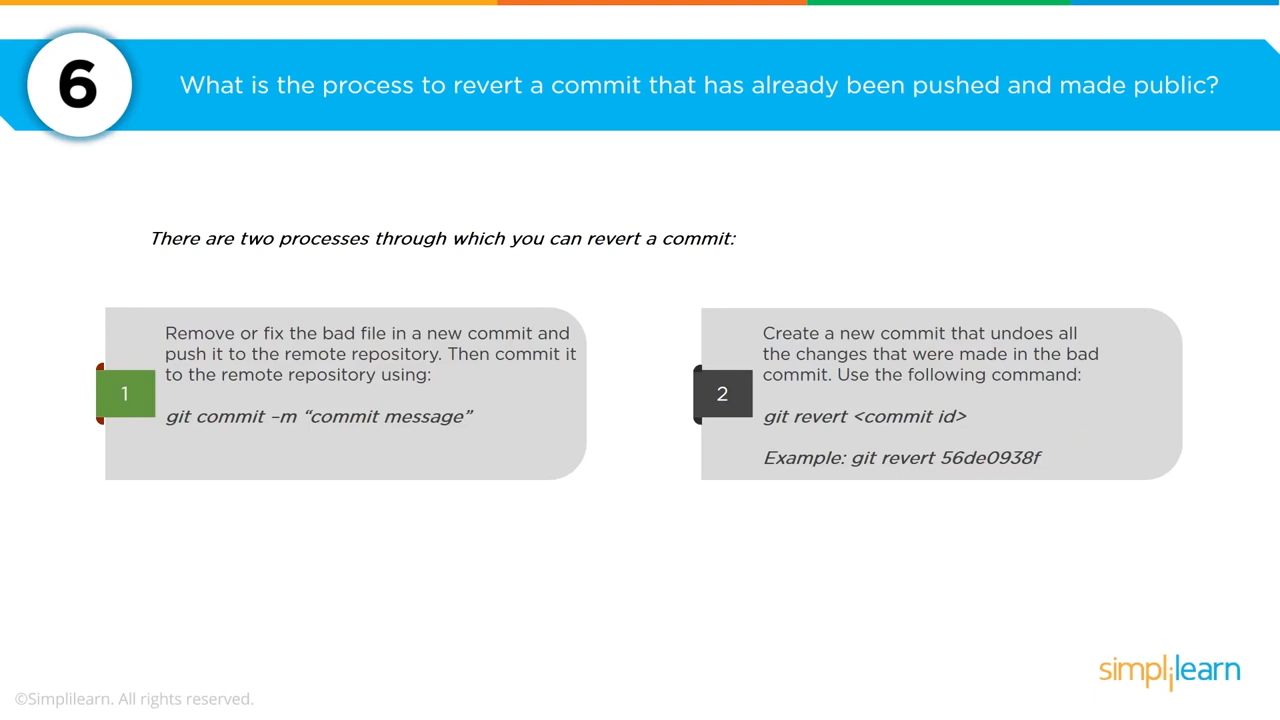 6
What is the process to revert a commit that has already been pushed and made public?
There are two processes through which you can revert a commit:
1
Remove or fix the bad file in a new commit and
push it to the remote repository. Then commit it
to the remote repository using:
git commit –m “commit message”
2
Create a new commit that undoes all
the changes that were made in the bad
commit. Use the following command:
git revert <commit id>
Example: git revert 56de0938f
simplilearn
©Simplilearn. All rights reserved.